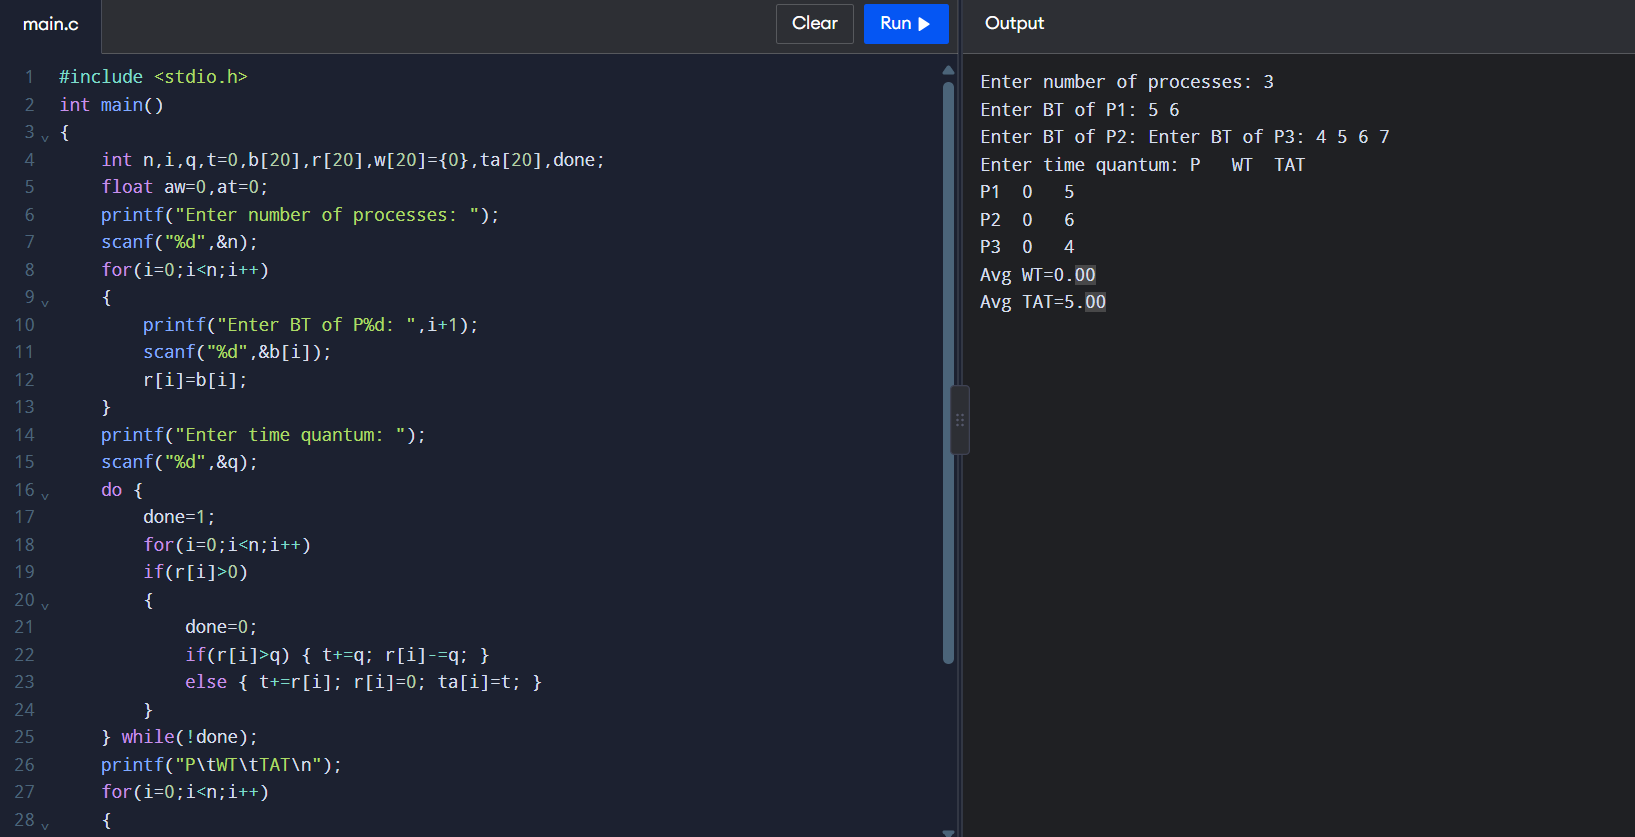 main.c
Clear
Run
Output
1 #include <stdio.h>
2 int main()
3 {
4     int n,i,q,t=0,b[20],r[20],w[20]={0},ta[20],done;
5     float aw=0,at=0;
6     printf("Enter number of processes: ");
7     scanf("%d",&n);
8     for(i=0;i<n;i++)
9     {
10         printf("Enter BT of P%d: ",i+1);
11         scanf("%d",&b[i]);
12         r[i]=b[i];
13     }
14     printf("Enter time quantum: ");
15     scanf("%d",&q);
16     do {
17         done=1;
18         for(i=0;i<n;i++)
19         if(r[i]>0)
20         {
21             done=0;
22             if(r[i]>q) { t+=q; r[i]-=q; }
23             else { t+=r[i]; r[i]=0; ta[i]=t; }
24         }
25     } while(!done);
26     printf("P\tWT\tTAT\n");
27     for(i=0;i<n;i++)
28     {
Enter number of processes: 3
Enter BT of P1: 5 6
Enter BT of P2: Enter BT of P3: 4 5 6 7
Enter time quantum: P   WT  TAT
P1  0   5
P2  0   6
P3  0   4
Avg WT=0.00
Avg TAT=5.00